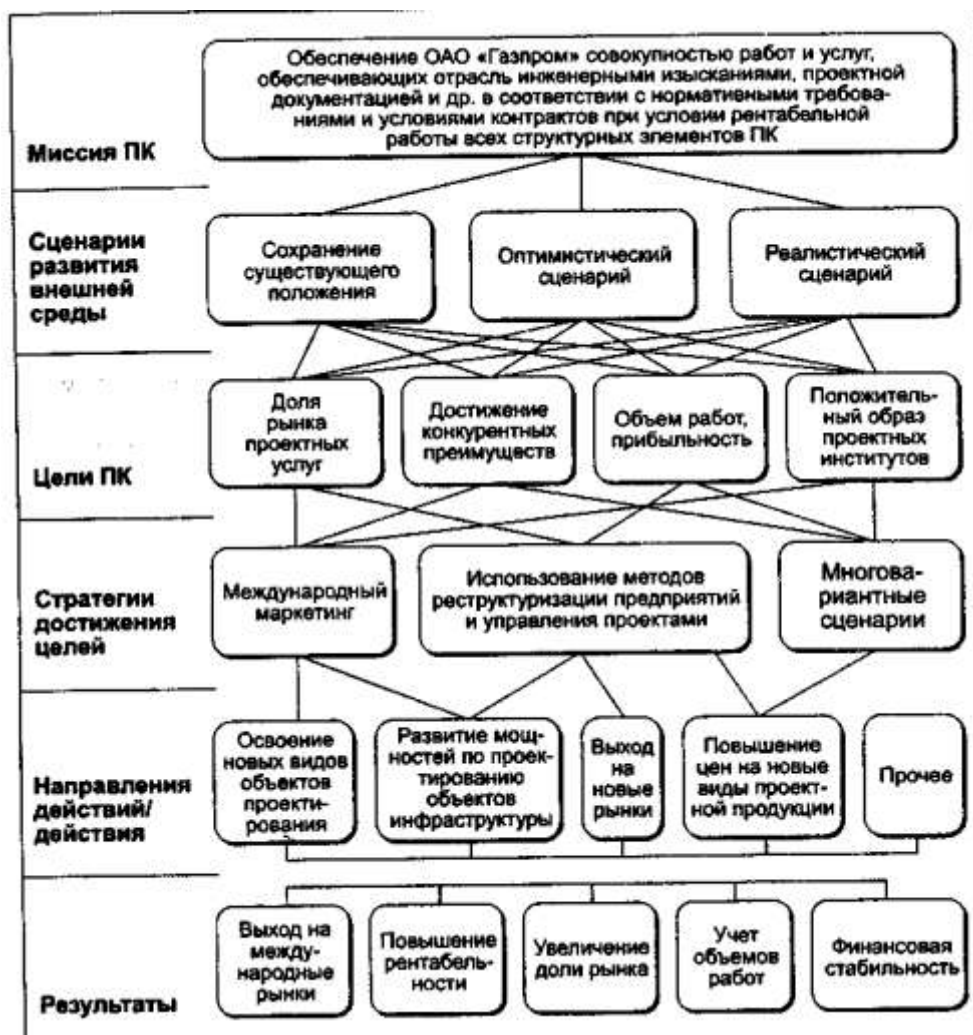 Обеспечение ОАО «Газпром» совокупностью работ и услуг,
обеспечивающих отрасль инженерными изысканиями, проектной
документацией и др. в соответствии с нормативными требова-
ниями и условиями контрактов при условии рентабельной
работы всех структурных элементов ПК
Миссия ПК
Сценарии
развития
внешней
среды
Сохранение
существующего
положения
Оптимистический
сценарий
Реалистический
сценарий
Цели ПК
Доля
рынка
проектных
услуг
Достижение
конкурентных
преимуществ
Объем работ,
прибыльность
Положитель-
ный образ
проектных
институтов
Стратегии
достижения
целей
Международный
маркетинг
Использование методов
реструктуризации предприятий
и управления проектами
Многова-
риантные
сценарии
Направления
действий/
действия
Освоение
новых видов
объектов
проекти-
рования
Развитие мощ-
ностей по проек-
тированию
объектов
инфраструктуры
Выход
на
новые
рынки
Повышение
цен на новые
виды проект-
ной продукции
Прочее
Результаты
Выход на
между-
народные
рынки
Повышение
рентабель-
ности
Увеличение
доли рынка
Учет
объемов
работ
Финансовая
стабильность